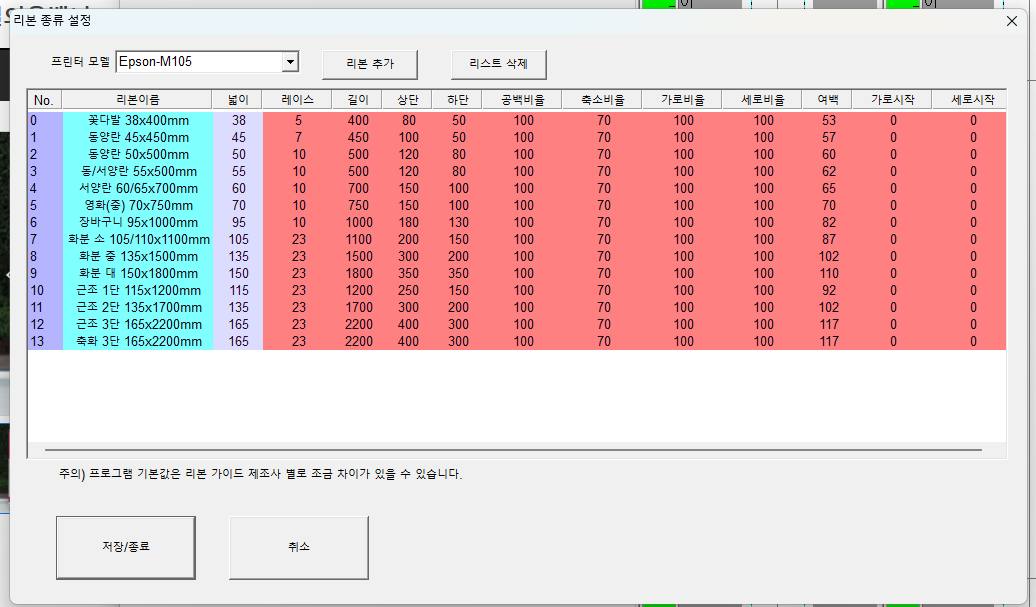 리본 종류 설정
프린터 모델 Epson-M105 리본 추가 리스트 삭제
No. 리본이름 넓이 레이스 길이 상단 하단 공백비율 축소비율 가로비율 세로비율 여백 가로시작 세로시작
0 꽃다발 38x400mm 38 5 400 80 50 100 70 100 100 53 0 0
1 동양란 45x450mm 45 7 450 100 50 100 70 100 100 57 0 0
2 동양란 50x500mm 50 10 500 120 80 100 70 100 100 60 0 0
3 동/서양란 55x500mm 55 10 500 120 80 100 70 100 100 62 0 0
4 서양란 60/65x700mm 60 10 700 150 100 100 70 100 100 65 0 0
5 영화(중) 70x750mm 70 10 750 150 100 100 70 100 100 70 0 0
6 장바구니 95x1000mm 95 10 1000 180 130 100 70 100 100 82 0 0
7 화분 소 105/110x1100mm 105 23 1100 200 150 100 70 100 100 87 0 0
8 화분 중 135x1500mm 135 23 1500 300 200 100 70 100 100 102 0 0
9 화분 대 150x1800mm 150 23 1800 350 350 100 70 100 100 110 0 0
10 근조 1단 115x1200mm 115 23 1200 250 150 100 70 100 100 92 0 0
11 근조 2단 135x1700mm 135 23 1700 300 200 100 70 100 100 102 0 0
12 근조 3단 165x2200mm 165 23 2200 400 300 100 70 100 100 117 0 0
13 축화 3단 165x2200mm 165 23 2200 400 300 100 70 100 100 117 0 0
주의) 프로그램 기본값은 리본 가이드 제조사 별로 조금 차이가 있을 수 있습니다.
저장/종료 취소